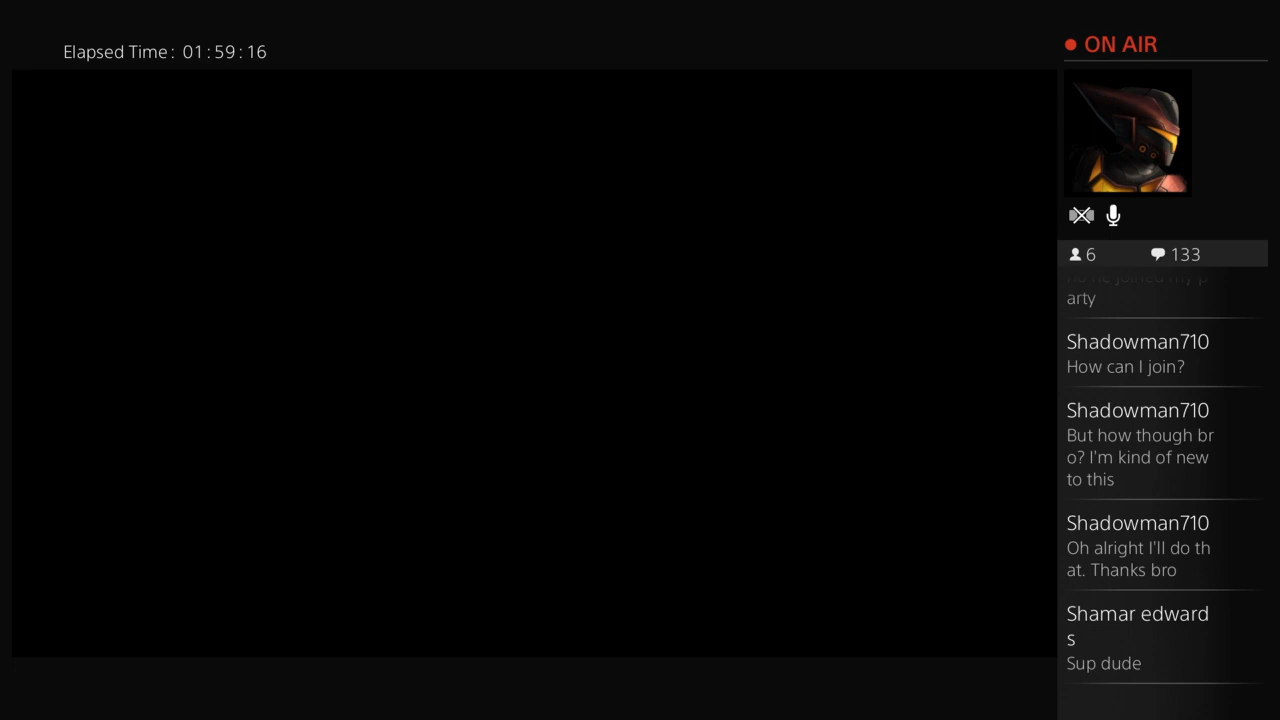 Elapsed Time: 01:59:16
ON AIR
6 133
arty
Shadowman710
How can I join?
Shadowman710
But how though br
o? I'm kind of new
to this
Shadowman710
Oh alright I'll do th
at. Thanks bro
Shamar edward
s
Sup dude